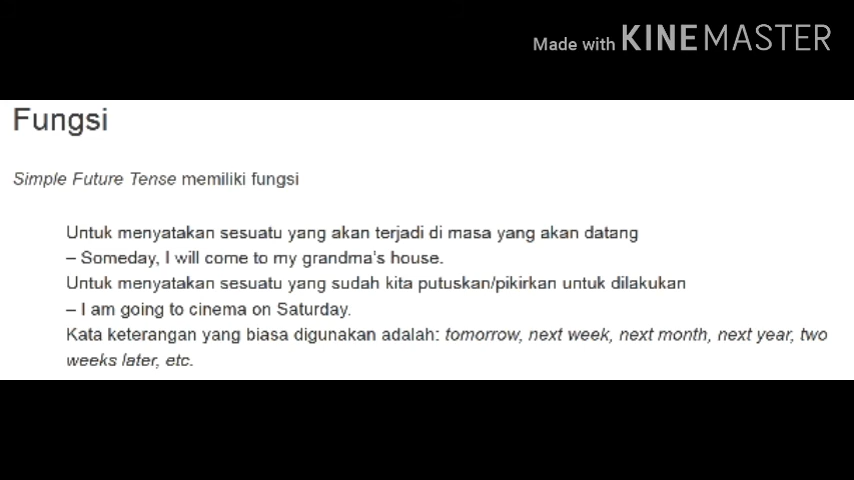 Made with KINEMASTER
Fungsi
Simple Future Tense memiliki fungsi
Untuk menyatakan sesuatu yang akan terjadi di masa yang akan datang
– Someday, I will come to my grandma's house.
Untuk menyatakan sesuatu yang sudah kita putuskan/pikirkan untuk dilakukan
– I am going to cinema on Saturday.
Kata keterangan yang biasa digunakan adalah: tomorrow, next week, next month, next year, two
weeks later, etc.